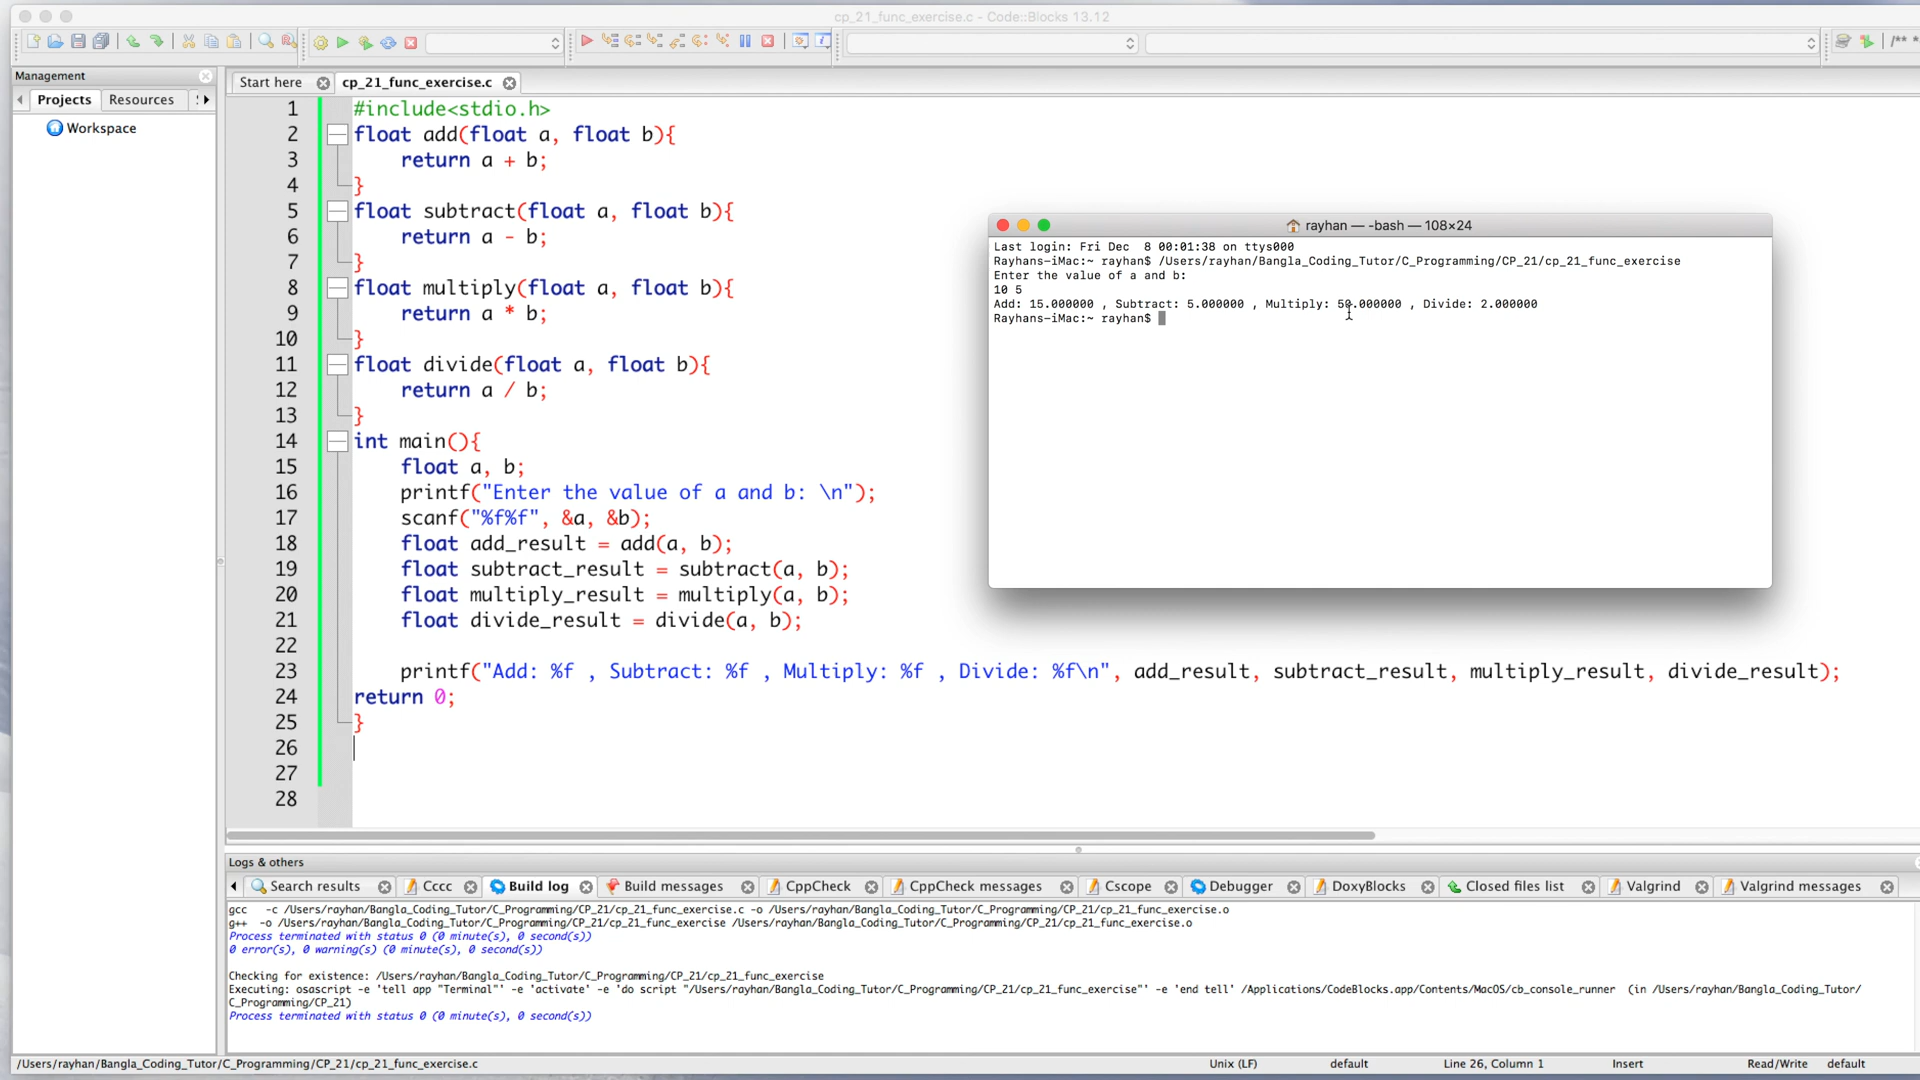 cp_21_func_exercise.c - Code::Blocks 13.12
/** *
Management
Start here
cp_21_func_exercise.c
Projects
Resources
Workspace
1 #include<stdio.h>
2 float add(float a, float b){
3 return a + b;
4 }
5 float subtract(float a, float b){
6 return a - b;
7 }
8 float multiply(float a, float b){
9 return a * b;
10 }
11 float divide(float a, float b){
12 return a / b;
13 }
14 int main(){
15 float a, b;
16 printf("Enter the value of a and b: \n");
17 scanf("%f%f", &a, &b);
18 float add_result = add(a, b);
19 float subtract_result = subtract(a, b);
20 float multiply_result = multiply(a, b);
21 float divide_result = divide(a, b);
22
23 printf("Add: %f , Subtract: %f , Multiply: %f , Divide: %f\n", add_result, subtract_result, multiply_result, divide_result);
24 return 0;
25 }
26
27
28
rayhan — -bash — 108×24
Last login: Fri Dec  8 00:01:38 on ttys000
Rayhans-iMac:~ rayhan$ /Users/rayhan/Bangla_Coding_Tutor/C_Programming/CP_21/cp_21_func_exercise
Enter the value of a and b:
10 5
Add: 15.000000 , Subtract: 5.000000 , Multiply: 50.000000 , Divide: 2.000000
Rayhans-iMac:~ rayhan$
Logs & others
Search results
Cccc
Build log
Build messages
CppCheck
CppCheck messages
Cscope
Debugger
DoxyBlocks
Closed files list
Valgrind
Valgrind messages
gcc -c /Users/rayhan/Bangla_Coding_Tutor/C_Programming/CP_21/cp_21_func_exercise.c -o /Users/rayhan/Bangla_Coding_Tutor/C_Programming/CP_21/cp_21_func_exercise.o
g++ -o /Users/rayhan/Bangla_Coding_Tutor/C_Programming/CP_21/cp_21_func_exercise /Users/rayhan/Bangla_Coding_Tutor/C_Programming/CP_21/cp_21_func_exercise.o
Process terminated with status 0 (0 minute(s), 0 second(s))
0 error(s), 0 warning(s) (0 minute(s), 0 second(s))
Checking for existence: /Users/rayhan/Bangla_Coding_Tutor/C_Programming/CP_21/cp_21_func_exercise
Executing: osascript -e 'tell app "Terminal"' -e 'activate' -e 'do script "/Users/rayhan/Bangla_Coding_Tutor/C_Programming/CP_21/cp_21_func_exercise"' -e 'end tell' /Applications/CodeBlocks.app/Contents/MacOS/cb_console_runner (in /Users/rayhan/Bangla_Coding_Tutor/
C_Programming/CP_21)
Process terminated with status 0 (0 minute(s), 0 second(s))
/Users/rayhan/Bangla_Coding_Tutor/C_Programming/CP_21/cp_21_func_exercise.c
Unix (LF)
default
Line 26, Column 1
Insert
Read/Write
default